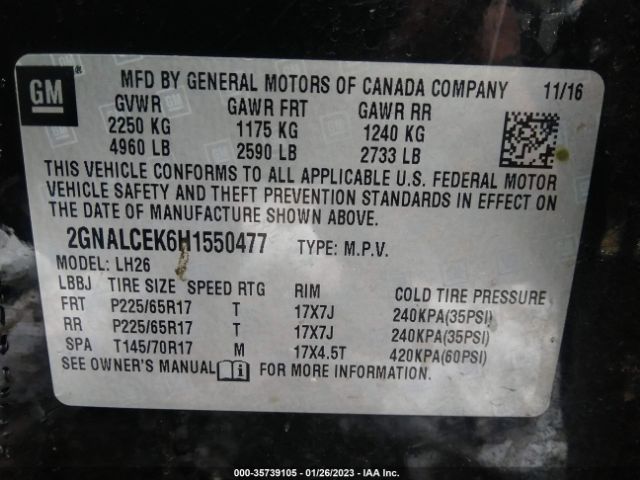 GM
MFD BY GENERAL MOTORS OF CANADA COMPANY 11/16
GVWR GAWR FRT GAWR RR
2250 KG 1175 KG 1240 KG
4960 LB 2590 LB 2733 LB
THIS VEHICLE CONFORMS TO ALL APPLICABLE U.S. FEDERAL MOTOR
VEHICLE SAFETY AND THEFT PREVENTION STANDARDS IN EFFECT ON
THE DATE OF MANUFACTURE SHOWN ABOVE.
2GNALCEK6H1550477 TYPE: M.P.V.
MODEL: LH26
LBBJ TIRE SIZE SPEED RTG RIM COLD TIRE PRESSURE
FRT P225/65R17 T 17X7J 240KPA(35PSI)
RR P225/65R17 T 17X7J 240KPA(35PSI)
SPA T145/70R17 M 17X4.5T 420KPA(60PSI)
SEE OWNER'S MANUAL FOR MORE INFORMATION.
000-35739105 - 01/26/2023 - IAA Inc.